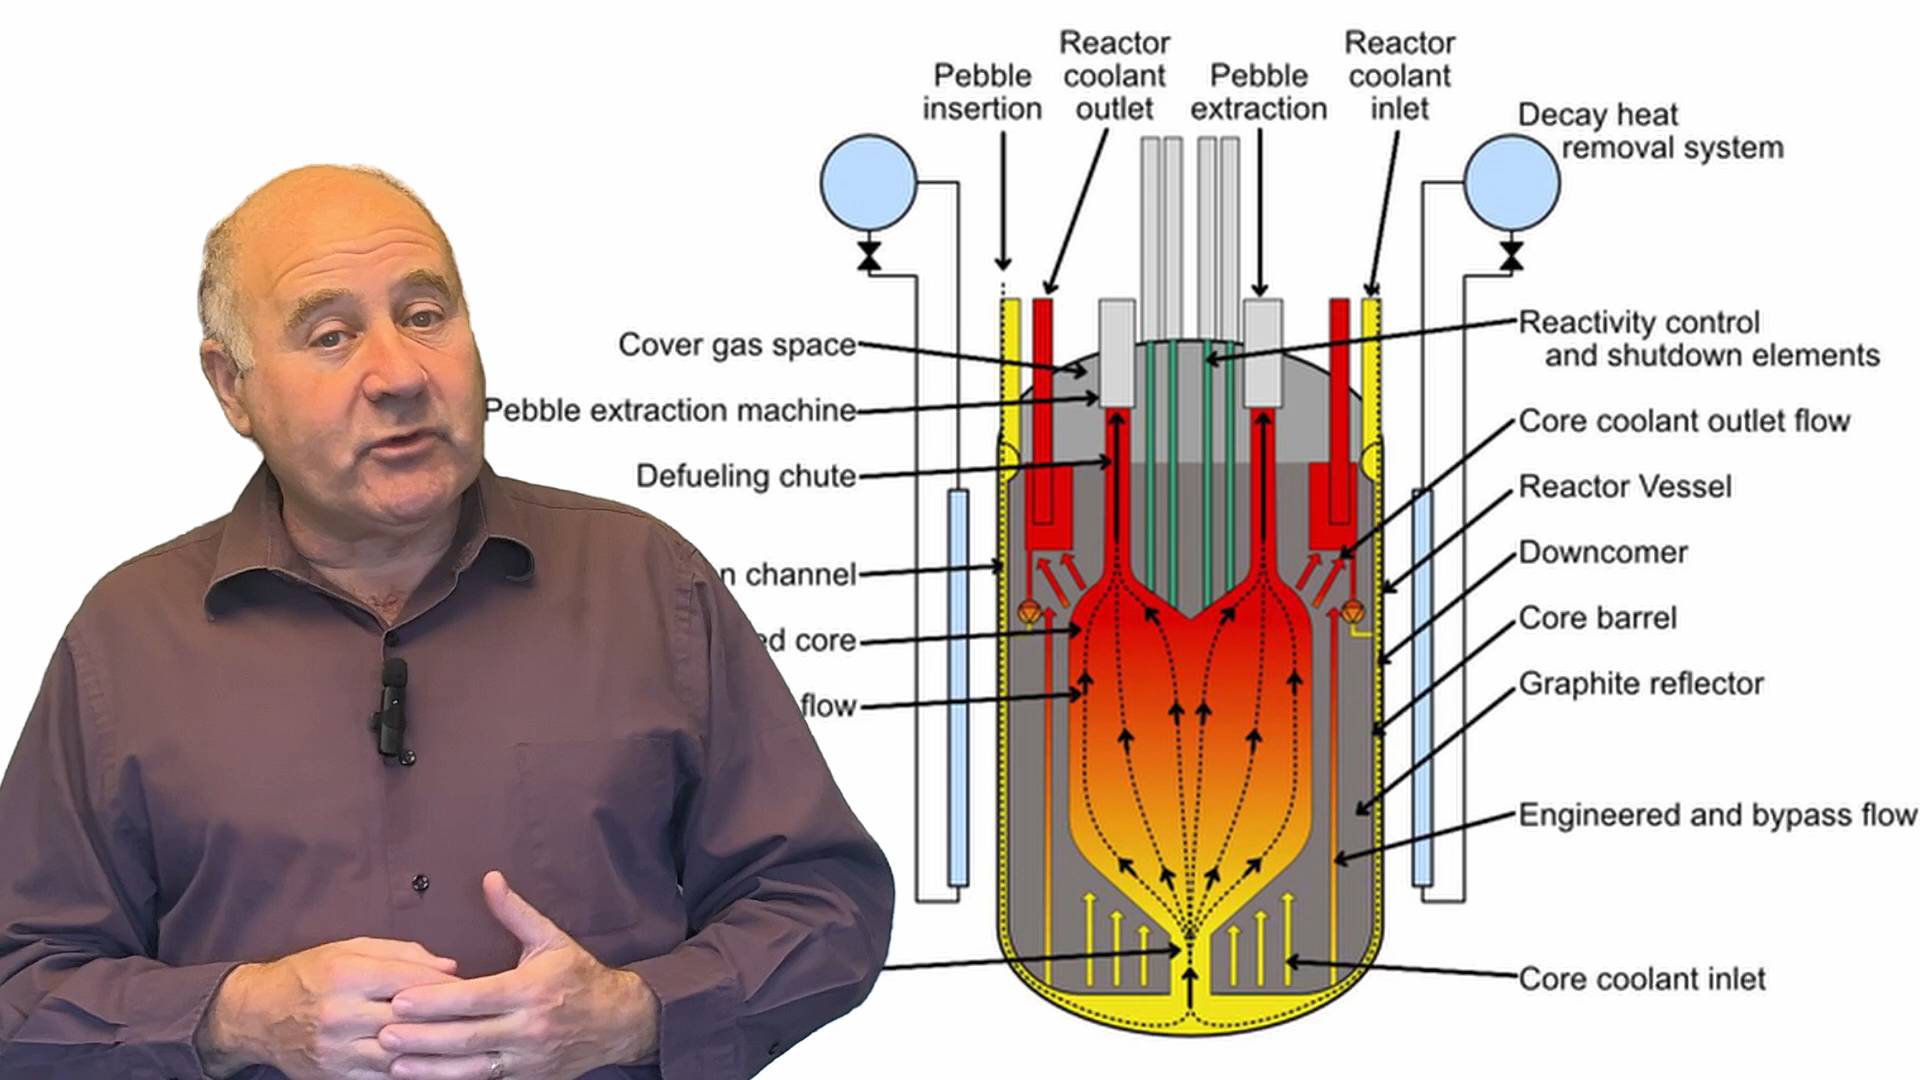 Pebble
insertion
Reactor
coolant
outlet
Pebble
extraction
Reactor
coolant
inlet
Decay heat
removal system
Cover gas space
Pebble extraction machine
Defueling chute
channel
core
flow
Reactivity control
and shutdown elements
Core coolant outlet flow
Reactor Vessel
Downcomer
Core barrel
Graphite reflector
Engineered and bypass flow
Core coolant inlet